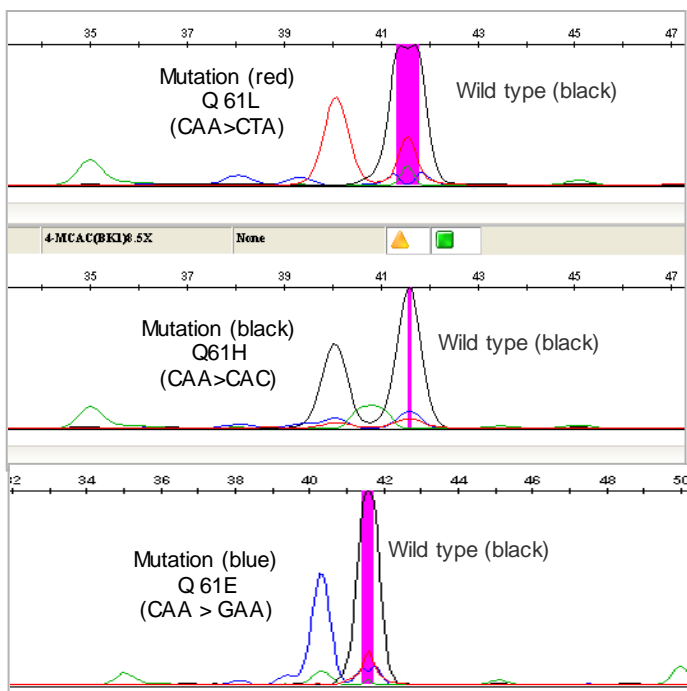 35 37 39 41 43 45 47
Mutation (red)
Q 61L
(CAA>CTA)
Wild type (black)
4-MCAC(BK1)8.5X None
35 37 39 41 43 45 47
Mutation (black)
Q61H
(CAA>CAC)
Wild type (black)
32 34 36 38 40 42 44 46 48 50
Mutation (blue)
Q 61E
(CAA > GAA)
Wild type (black)